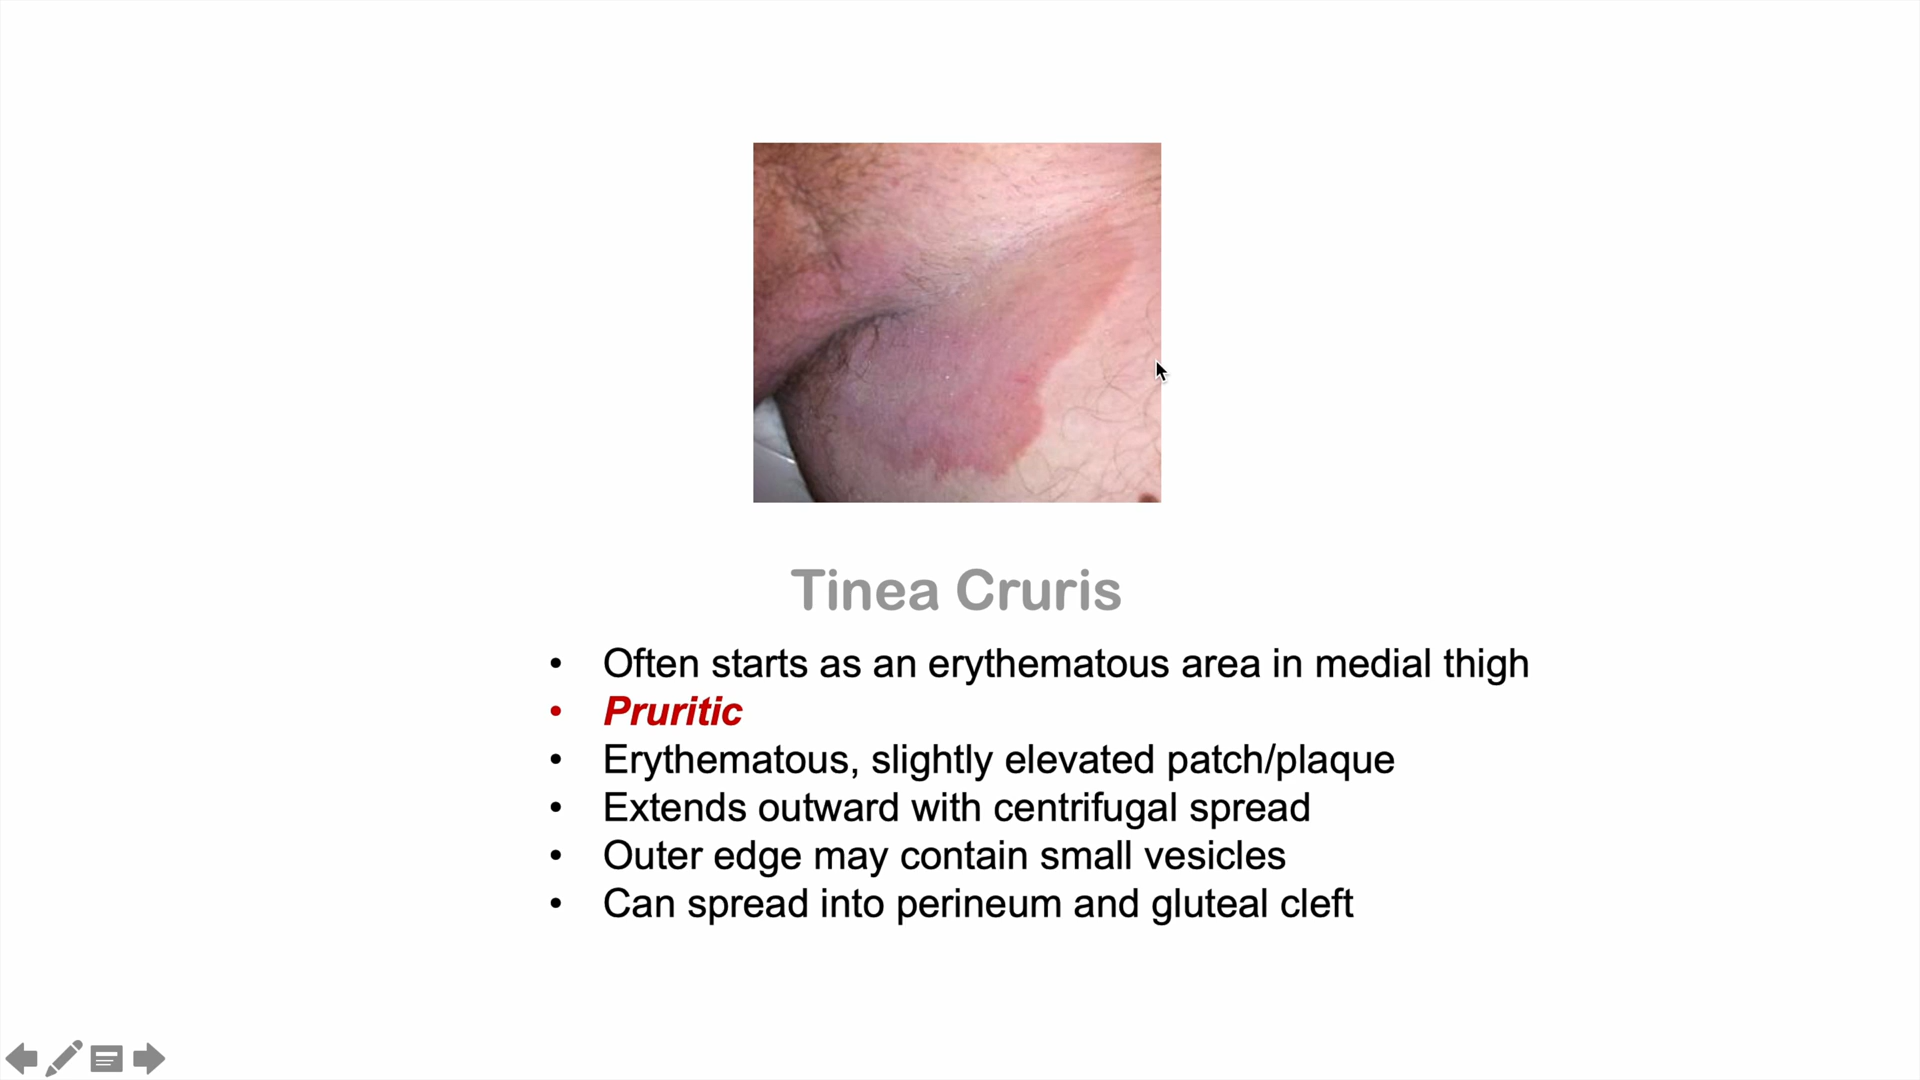 Tinea Cruris
• Often starts as an erythematous area in medial thigh
• Pruritic
• Erythematous, slightly elevated patch/plaque
• Extends outward with centrifugal spread
• Outer edge may contain small vesicles
• Can spread into perineum and gluteal cleft